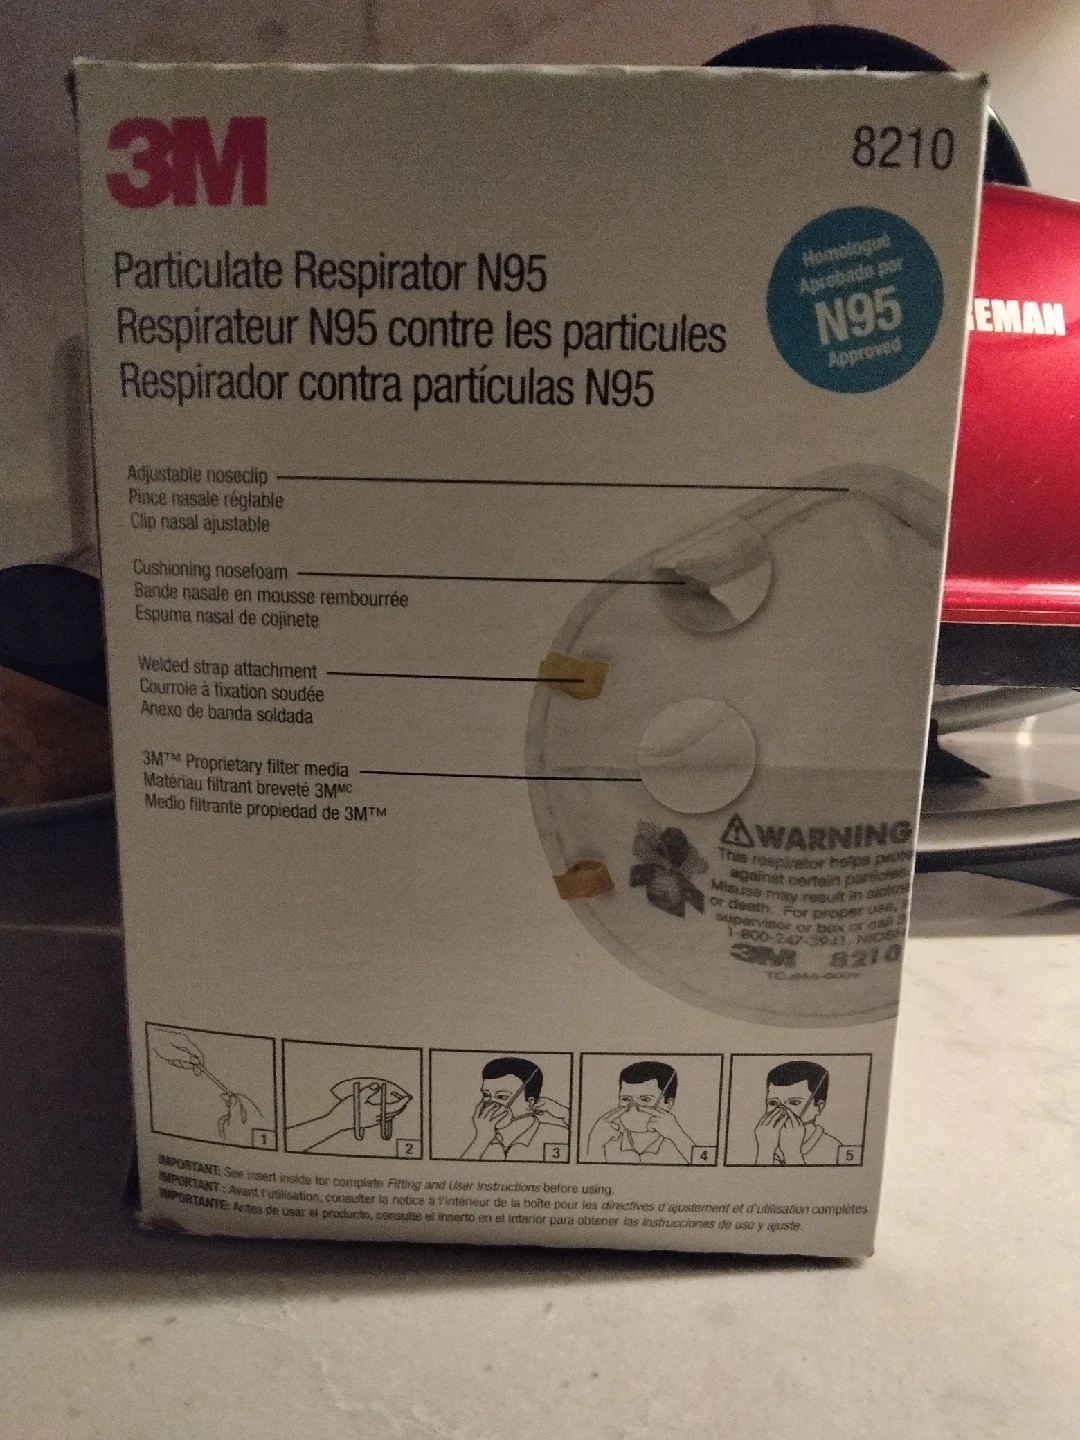 3M
8210
Particulate Respirator N95
Respirateur N95 contre les particules
Respirador contra partículas N95
Homologué
Aprobado por
N95
Approved
EMAN
Adjustable noseclip
Pince nasale réglable
Clip nasal ajustable
Cushioning nosefoam
Bande nasale en mousse rembourrée
Espuma nasal de cojinete
Welded strap attachment
Courroie à fixation soudée
Anexo de banda soldada
3M™ Proprietary filter media
Matériau filtrant breveté 3Mᴹᶜ
Medio filtrante propiedad de 3M™
WARNING
This respirator helps
against certain particles.
Misuse may result in
or death. For proper use,
supervisor or box or call 3
1-800-247-3941. NIOSH
3M 8210
1
2
3
4
5
IMPORTANT: See insert inside for complete Fitting and User Instructions before using.
IMPORTANT : Avant l'utilisation, consulter la notice à l'intérieur de la boîte pour les directives d'ajustement et d'utilisation complètes.
IMPORTANTE: Antes de usar el producto, consulte el inserto en el interior para obtener las Instrucciones de uso y ajuste.